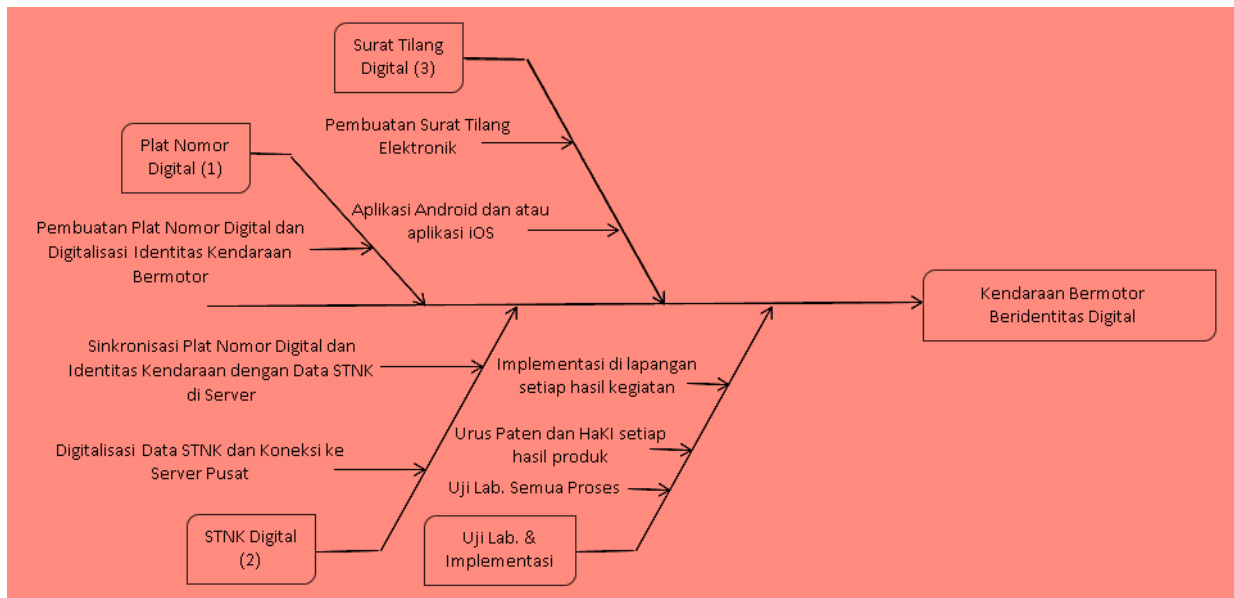 Surat Tilang
Digital (3)
Pembuatan Surat Tilang
Elektronik
Plat Nomor
Digital (1)
Aplikasi Android dan atau
aplikasi iOS
Pembuatan Plat Nomor Digital dan
Digitalisasi Identitas Kendaraan
Bermotor
Kendaraan Bermotor
Beridentitas Digital
Sinkronisasi Plat Nomor Digital dan
Identitas Kendaraan dengan Data STNK
di Server
Implementasi di lapangan
setiap hasil kegiatan
Digitalisasi Data STNK dan Koneksi ke
Server Pusat
Urus Paten dan HaKI setiap
hasil produk
Uji Lab. Semua Proses
STNK Digital
(2)
Uji Lab. &
Implementasi